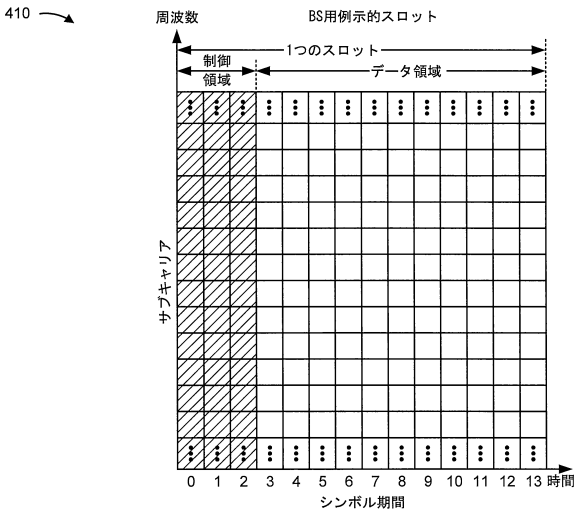 410
周波数
BS用例示的スロット
1つのスロット
制御
領域
データ領域
サブキャリア
0 1 2 3 4 5 6 7 8 9 10 11 12 13 時間
シンボル期間